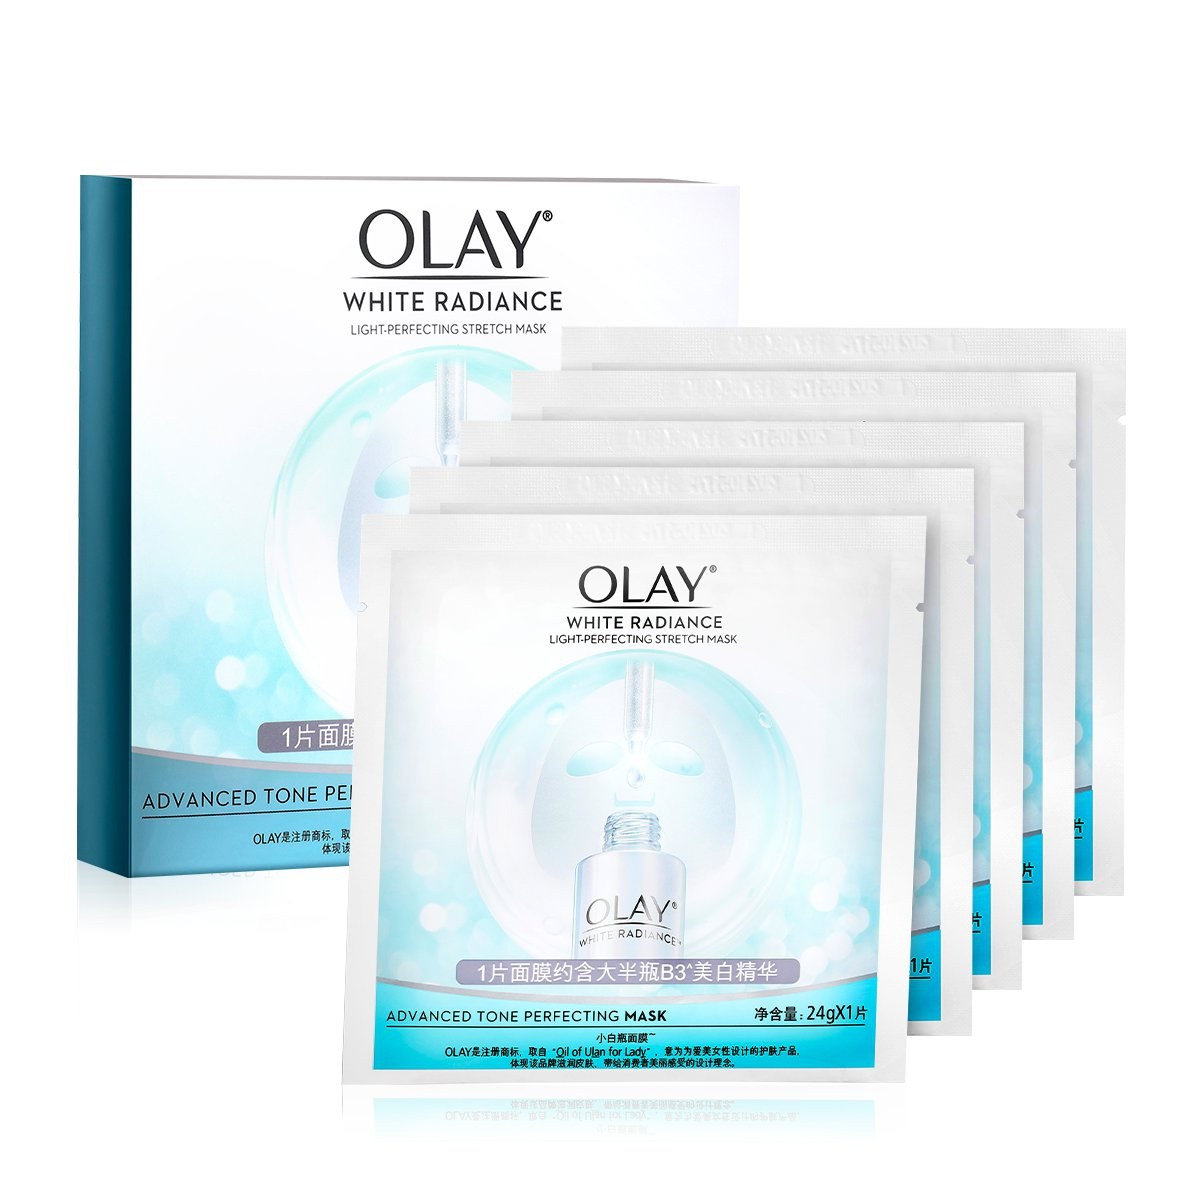 OLAY®
WHITE RADIANCE
LIGHT-PERFECTING STRETCH MASK
1片面膜
ADVANCED TONE
OLAY是注册商标，取
体现该
OLAY®
WHITE RADIANCE
LIGHT-PERFECTING STRETCH MASK
OLAY®
WHITE RADIANCE™
1片面膜约含大半瓶B3^美白精华
ADVANCED TONE PERFECTING MASK
净含量：24gX1片
小白瓶面膜~
OLAY是注册商标，取自“Oil of Ulan for Lady”，意为为爱美女性设计的护肤产品，
体现该品牌滋润皮肤，带给消费者美丽感受的设计理念。
1片
片
片
片